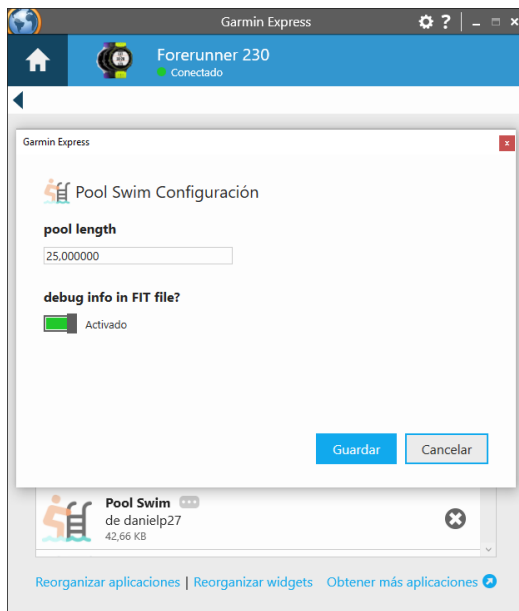 Garmin Express
?
Forerunner 230
Conectado
Garmin Express
x
Pool Swim Configuración
pool length
25,000000
debug info in FIT file?
Activado
Guardar
Cancelar
Pool Swim
de danielp27
42,66 KB
Reorganizar aplicaciones | Reorganizar widgets
Obtener más aplicaciones